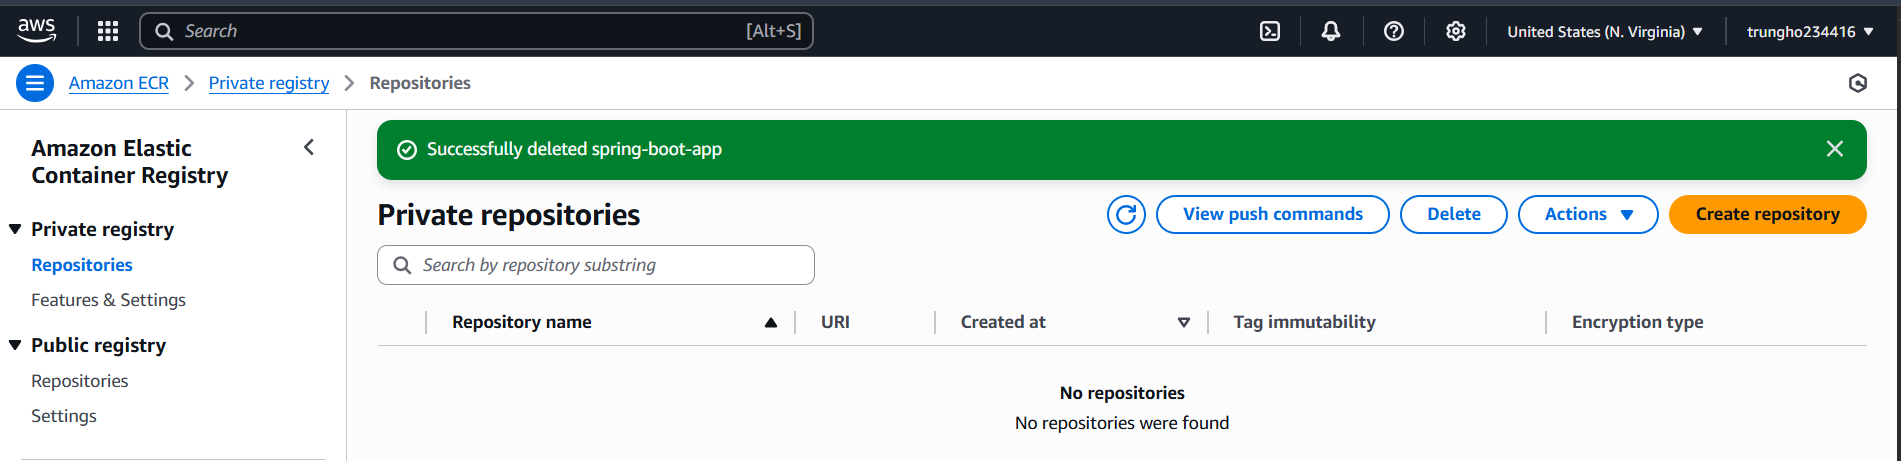 aws
Search [Alt+S]
United States (N. Virginia)
trungho234416
Amazon ECR
Private registry
Repositories
Amazon Elastic
Container Registry
Private registry
Repositories
Features & Settings
Public registry
Repositories
Settings
Successfully deleted spring-boot-app
Private repositories
View push commands
Delete
Actions
Create repository
Search by repository substring
Repository name
URI
Created at
Tag immutability
Encryption type
No repositories
No repositories were found